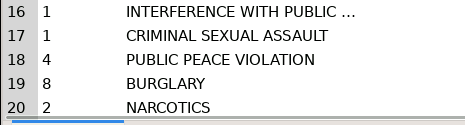 16 1 INTERFERENCE WITH PUBLIC ...
17 1 CRIMINAL SEXUAL ASSAULT
18 4 PUBLIC PEACE VIOLATION
19 8 BURGLARY
20 2 NARCOTICS